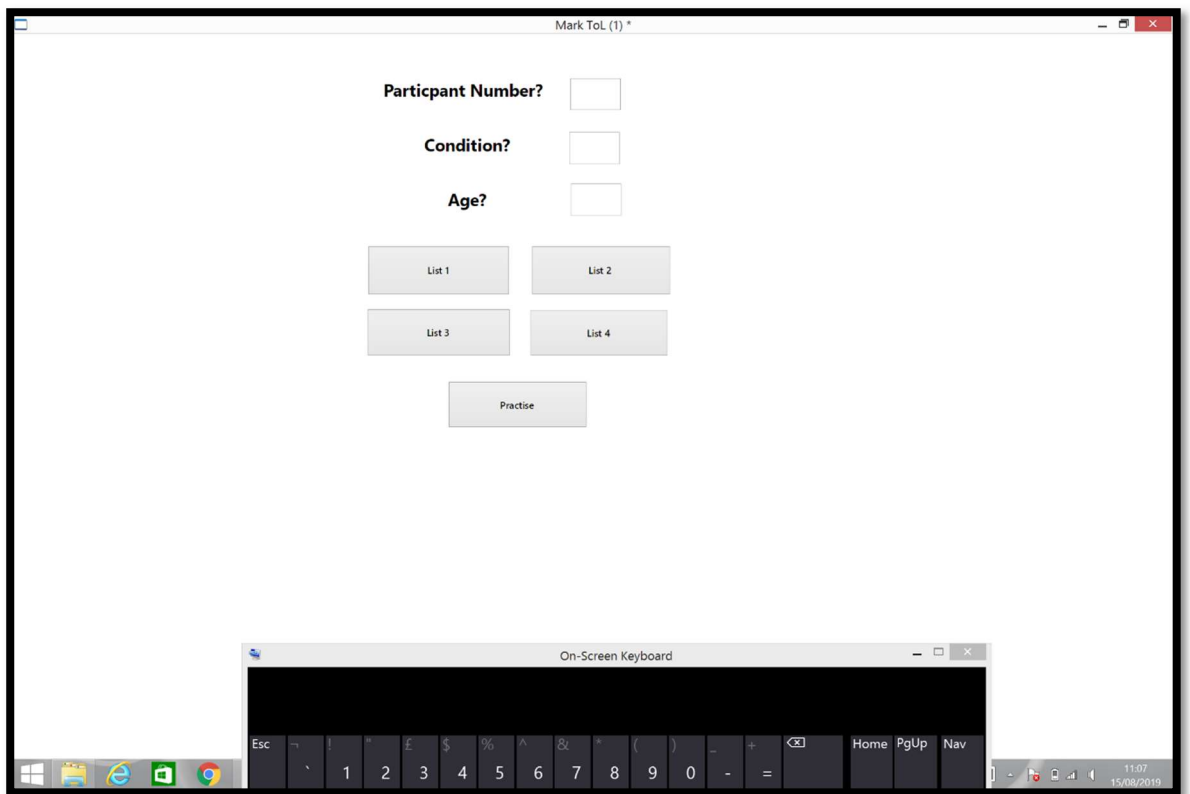 Mark ToL (1) *
Particpant Number?
Condition?
Age?
List 1 List 2
List 3 List 4
Practise
On-Screen Keyboard
Esc ¬ ! " £ $ % ^ & * ( ) _ + Home PgUp Nav
` 1 2 3 4 5 6 7 8 9 0 - =
11:07
15/08/2019